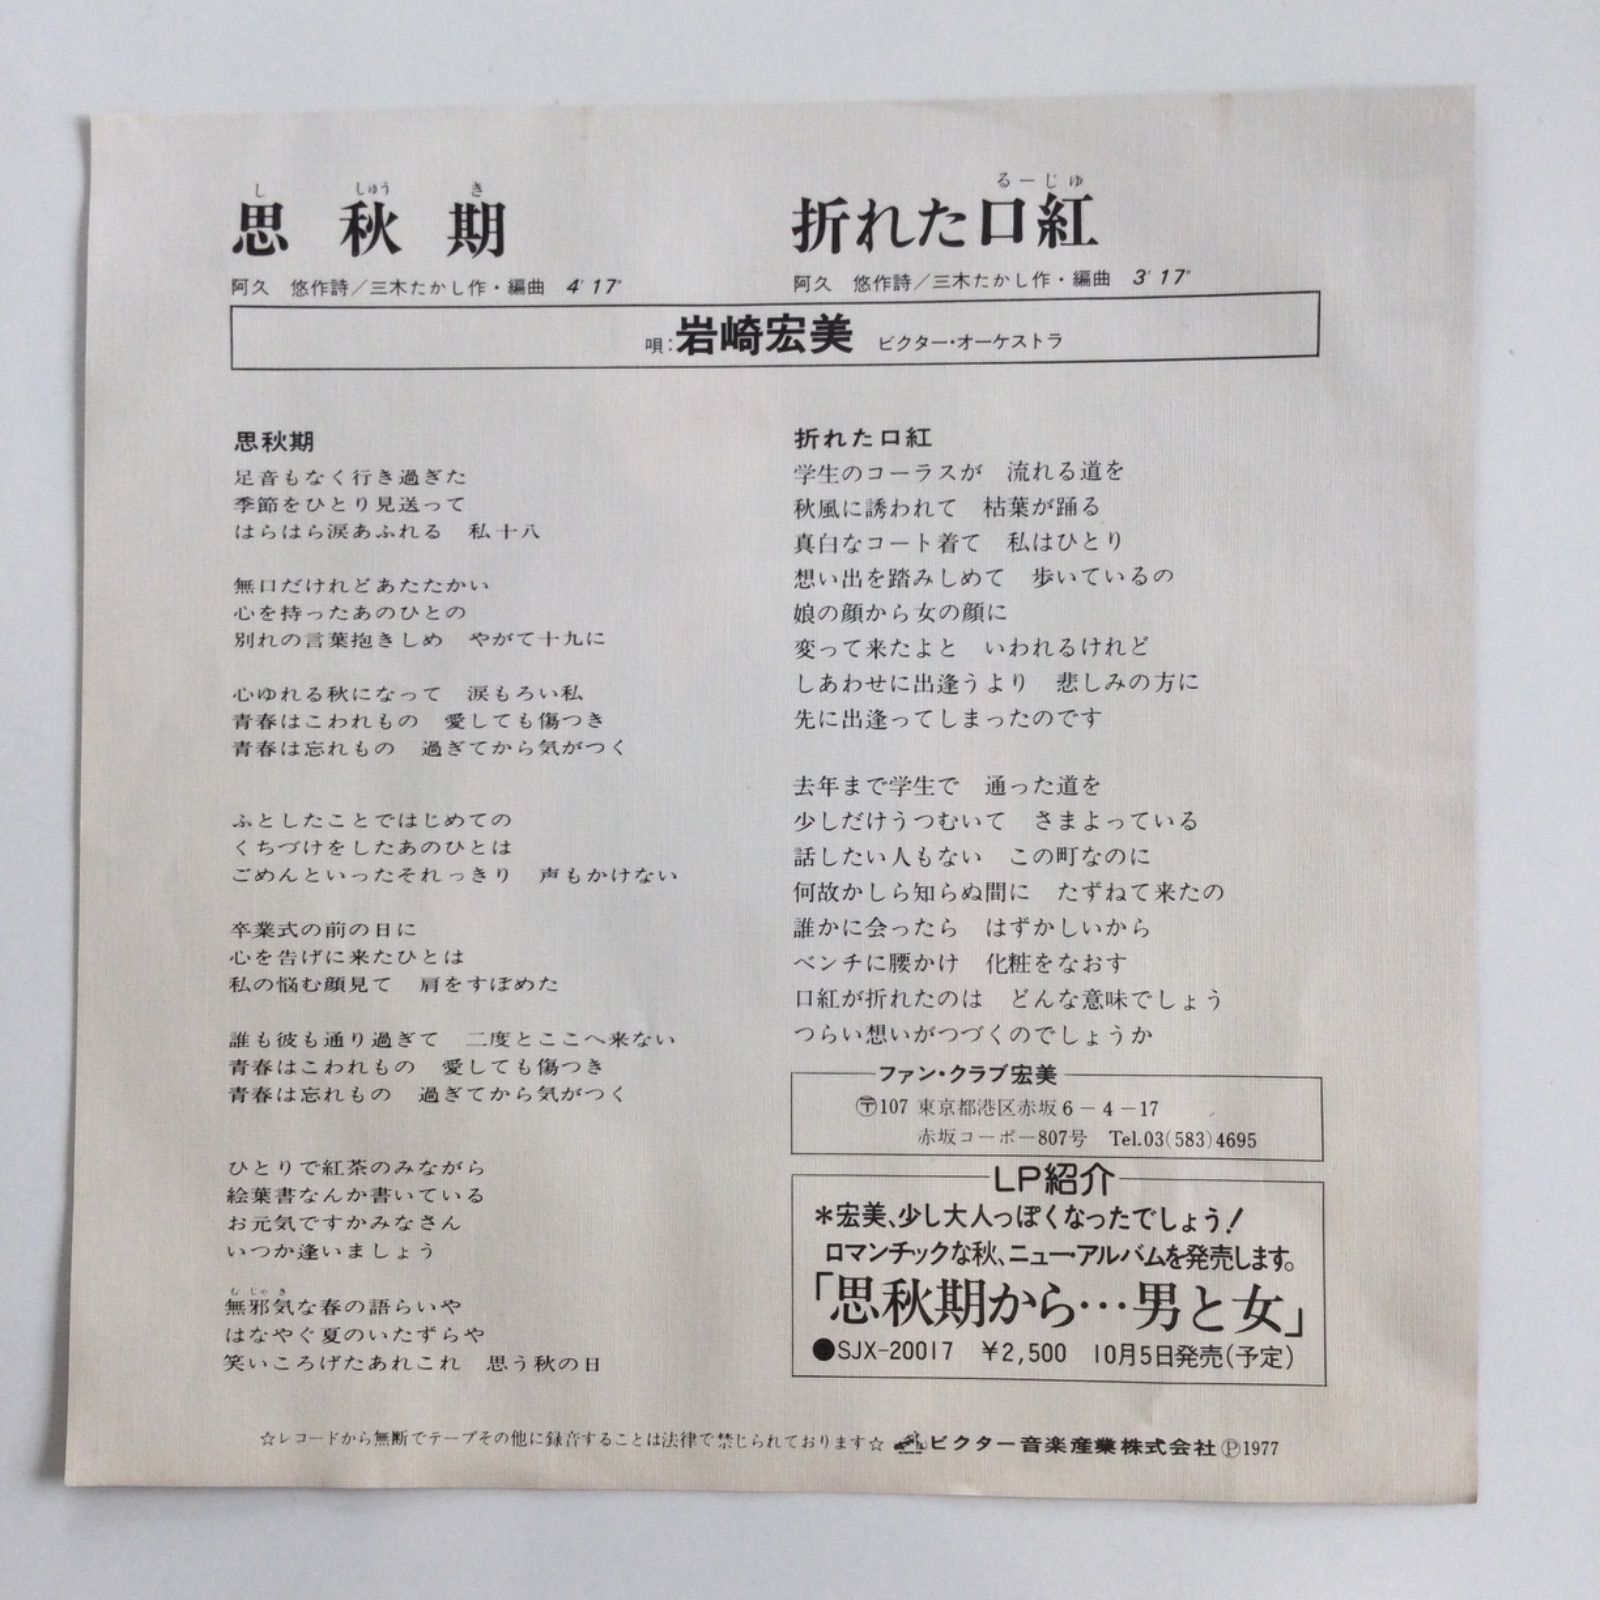 し しゅう き
思秋期
阿久 悠作詩/三木たかし作・編曲 4′17″
るーじゅ
折れた口紅
阿久 悠作詩/三木たかし作・編曲 3′17″
唄:岩崎宏美 ビクター・オーケストラ
思秋期
足音もなく行き過ぎた
季節をひとり見送って
はらはら涙あふれる 私十八
無口だけれどあたたかい
心を持ったあのひとの
別れの言葉抱きしめ やがて十九に
心ゆれる秋になって 涙もろい私
青春はこわれもの 愛しても傷つき
青春は忘れもの 過ぎてから気がつく
ふとしたことではじめての
くちづけをしたあのひとは
ごめんといったそれっきり 声もかけない
卒業式の前の日に
心を告げに来たひとは
私の悩む顔見て 肩をすぼめた
誰も彼も通り過ぎて 二度とここへ来ない
青春はこわれもの 愛しても傷つき
青春は忘れもの 過ぎてから気がつく
ひとりで紅茶のみながら
絵葉書なんか書いている
お元気ですかみなさん
いつか逢いましょう
む じゃ き
無邪気な春の語らいや
はなやぐ夏のいたずらや
笑いころげたあれこれ 思う秋の日
折れた口紅
学生のコーラスが 流れる道を
秋風に誘われて 枯葉が踊る
真白なコート着て 私はひとり
想い出を踏みしめて 歩いているの
娘の顔から女の顔に
変って来たよと いわれるけれど
しあわせに出逢うより 悲しみの方に
先に出逢ってしまったのです
去年まで学生で 通った道を
少しだけうつむいて さまよっている
話したい人もない この町なのに
何故かしら知らぬ間に たずねて来たの
誰かに会ったら はずかしいから
ベンチに腰かけ 化粧をなおす
口紅が折れたのは どんな意味でしょう
つらい想いがつづくのでしょうか
ファン・クラブ宏美
〒107 東京都港区赤坂6-4-17
赤坂コーポー807号 Tel.03(583)4695
LP紹介
*宏美、少し大人っぽくなったでしょう!
ロマンチックな秋、ニュー・アルバムを発売します。
「思秋期から…男と女」
●SJX-20017 ¥2,500 10月5日発売(予定)
☆レコードから無断でテープその他に録音することは法律で禁じられております☆ ビクター音楽産業株式会社 Ⓟ1977